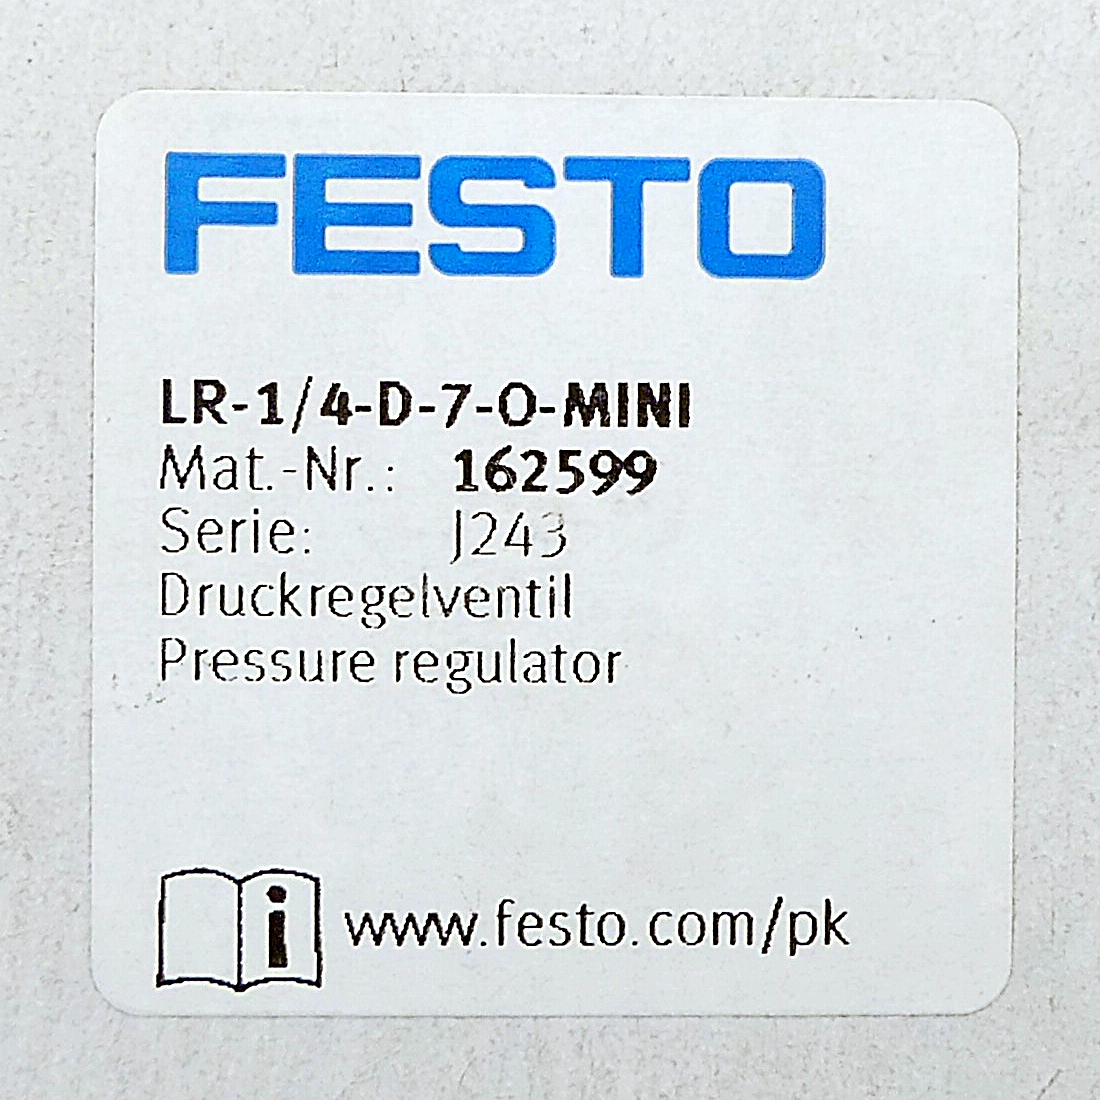 FESTO
LR-1/4-D-7-O-MINI
Mat.-Nr.: 162599
Serie: J243
Druckregelventil
Pressure regulator
i www.festo.com/pk